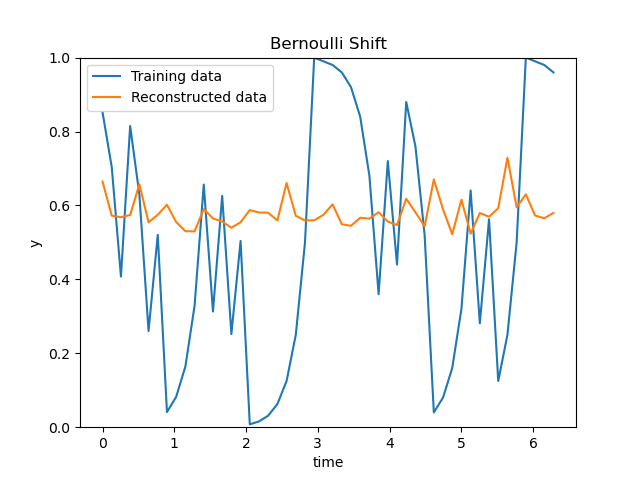 Bernoulli Shift
Training data
Reconstructed data
1.0
0.8
0.6
0.4
0.2
0.0
y
0 1 2 3 4 5 6
time